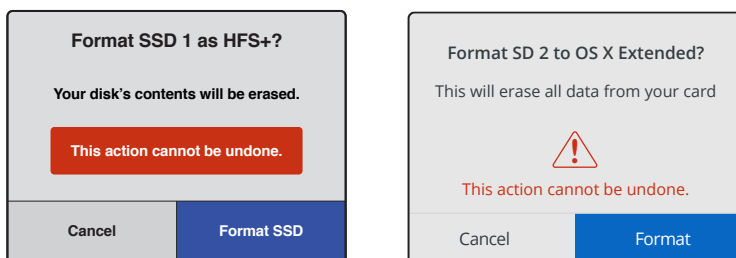 Format SSD 1 as HFS+?
Your disk's contents will be erased.
This action cannot be undone.
Cancel
Format SSD
Format SD 2 to OS X Extended?
This will erase all data from your card
This action cannot be undone.
Cancel
Format